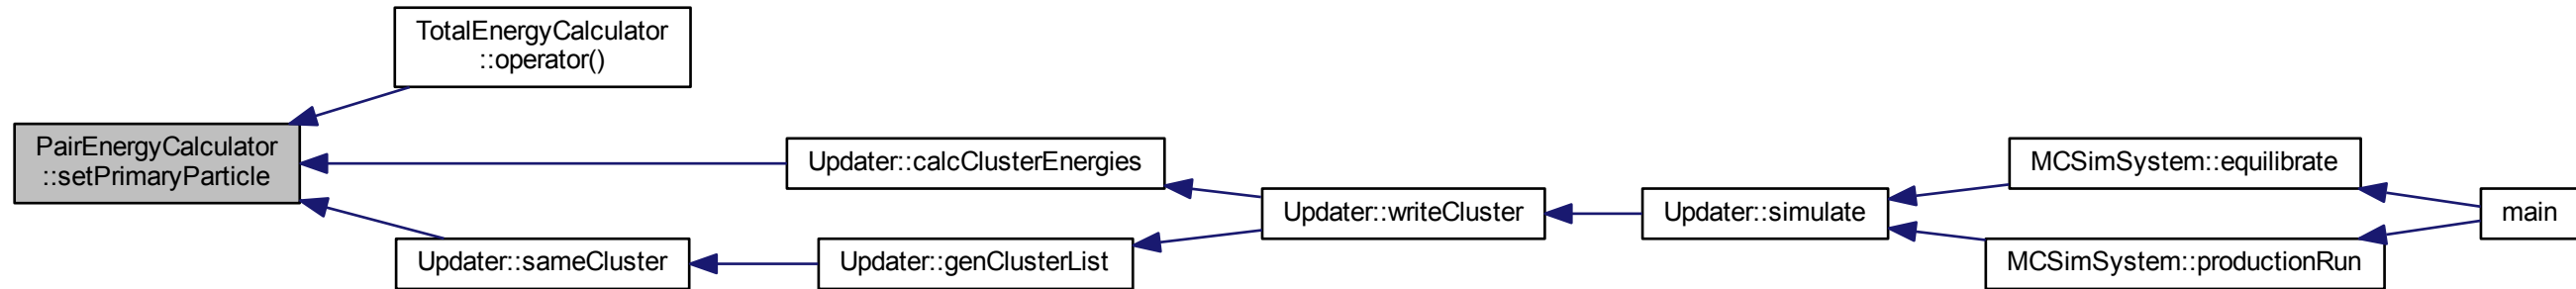 TotalEnergyCalculator
::operator()
PairEnergyCalculator
::setPrimaryParticle
Updater::calcClusterEnergies
Updater::sameCluster
Updater::genClusterList
Updater::writeCluster
Updater::simulate
MCSimSystem::equilibrate
MCSimSystem::productionRun
main